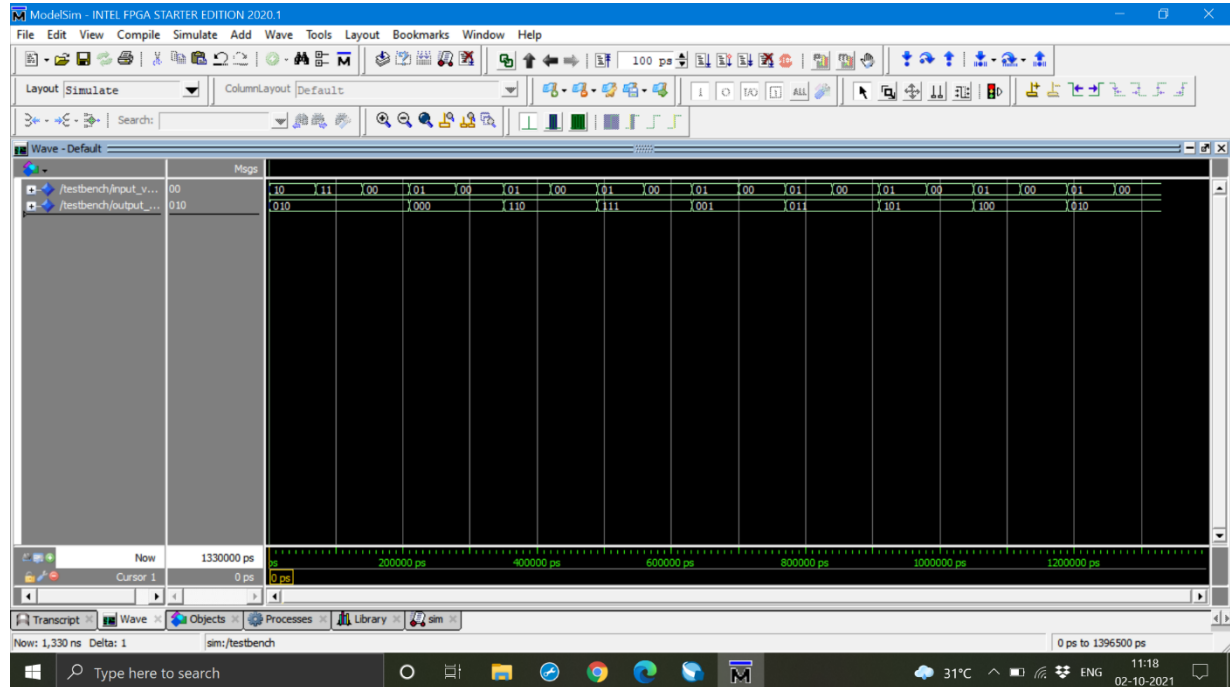 ModelSim - INTEL FPGA STARTER EDITION 2020.1
File Edit View Compile Simulate Add Wave Tools Layout Bookmarks Window Help
100 ps
Layout Simulate ColumnLayout Default
Search:
Wave - Default
Msgs
/testbench/input_v... 00 10 11 00 01 00 01 00 01 00 01 00 01 00 01 00 01 00 01 00
/testbench/output_... 010 010 000 110 111 001 011 101 100 010
Now 1330000 ps ps 200000 ps 400000 ps 600000 ps 800000 ps 1000000 ps 1200000 ps
Cursor 1 0 ps 0 ps
Transcript Wave Objects Processes Library sim
Now: 1,330 ns Delta: 1 sim:/testbench 0 ps to 1396500 ps
Type here to search 31°C ENG 11:18
02-10-2021